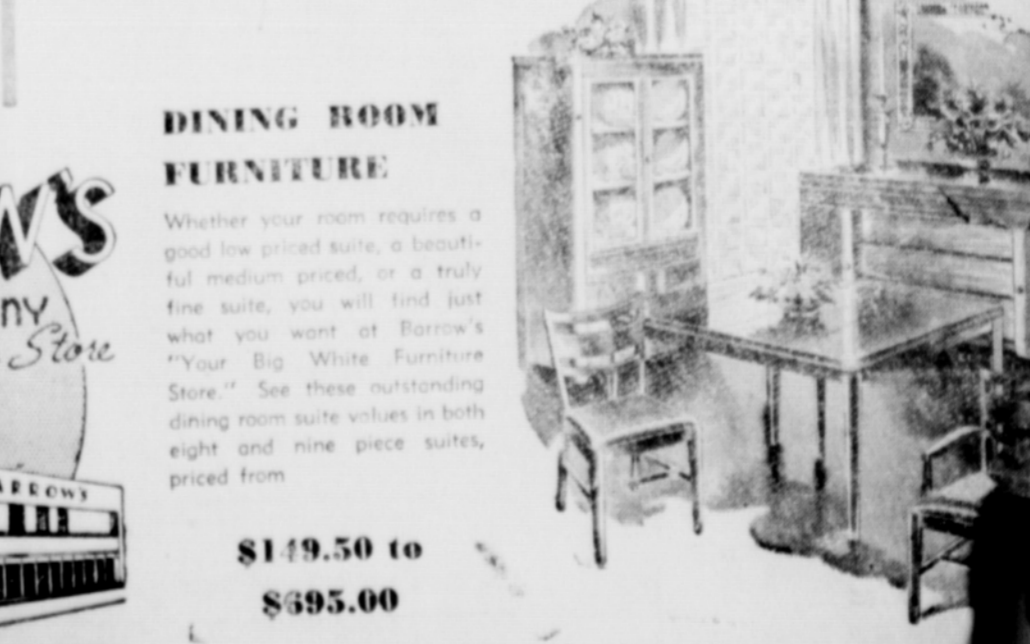 DINING ROOM
FURNITURE
Whether your room requires a
good low priced suite, a beauti-
ful medium priced, or a truly
fine suite, you will find just
what you want at Barrow's
"Your Big White Furniture
Store." See these outstanding
dining room suite values in both
eight and nine piece suites,
priced from
$149.50 to
$695.00
W'S
NY
Store
ARROW'S